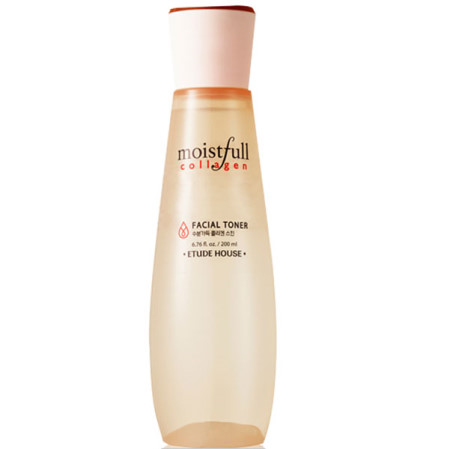 moistfull
collagen
FACIAL TONER
수분가득 콜라겐 스킨
6.76 fl. oz. / 200 ml
• ETUDE HOUSE •